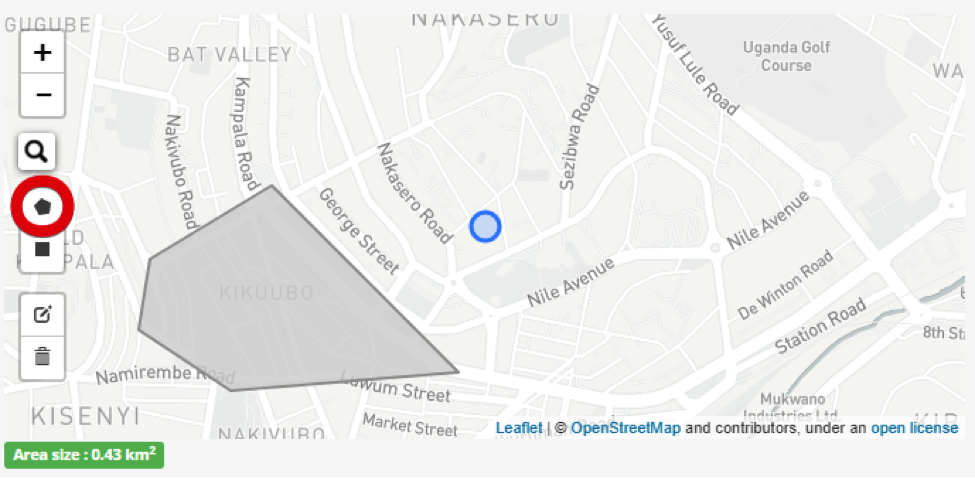 GUGUBE
NAKASERO
BAT VALLEY
Uganda Golf
Course
WA
+
−
Yusuf Lule Road
Kampala Road
Nakivubo Road
Nakasero Road
Sezibwa Road
George Street
Nile Avenue
Nile Avenue
LD
K PALA
KIKUUBO
De Winton Road
Station Road
8th St
Namirembe Road
Luwum Street
Market Street
Mukwano
Industries Ltd
KISENYI
NAKIVUBO
Leaflet | © OpenStreetMap and contributors, under an open license
Area size : 0.43 km²